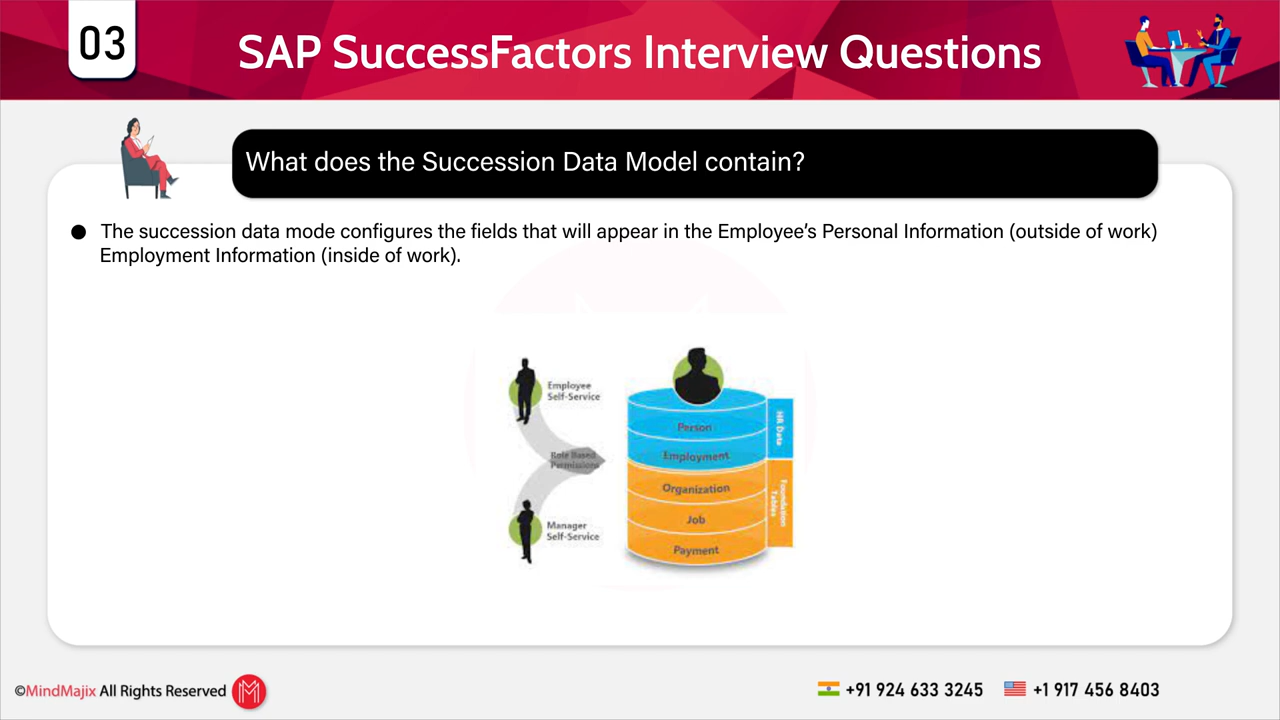 03
SAP SuccessFactors Interview Questions
What does the Succession Data Model contain?
● The succession data mode configures the fields that will appear in the Employee's Personal Information (outside of work)
Employment Information (inside of work).
Employee
Self-Service
Role Based
Permissions
Manager
Self-Service
Person
Employment
Organization
Job
Payment
HR Data
Foundation
Tables
©MindMajix All Rights Reserved
+91 924 633 3245
+1 917 456 8403